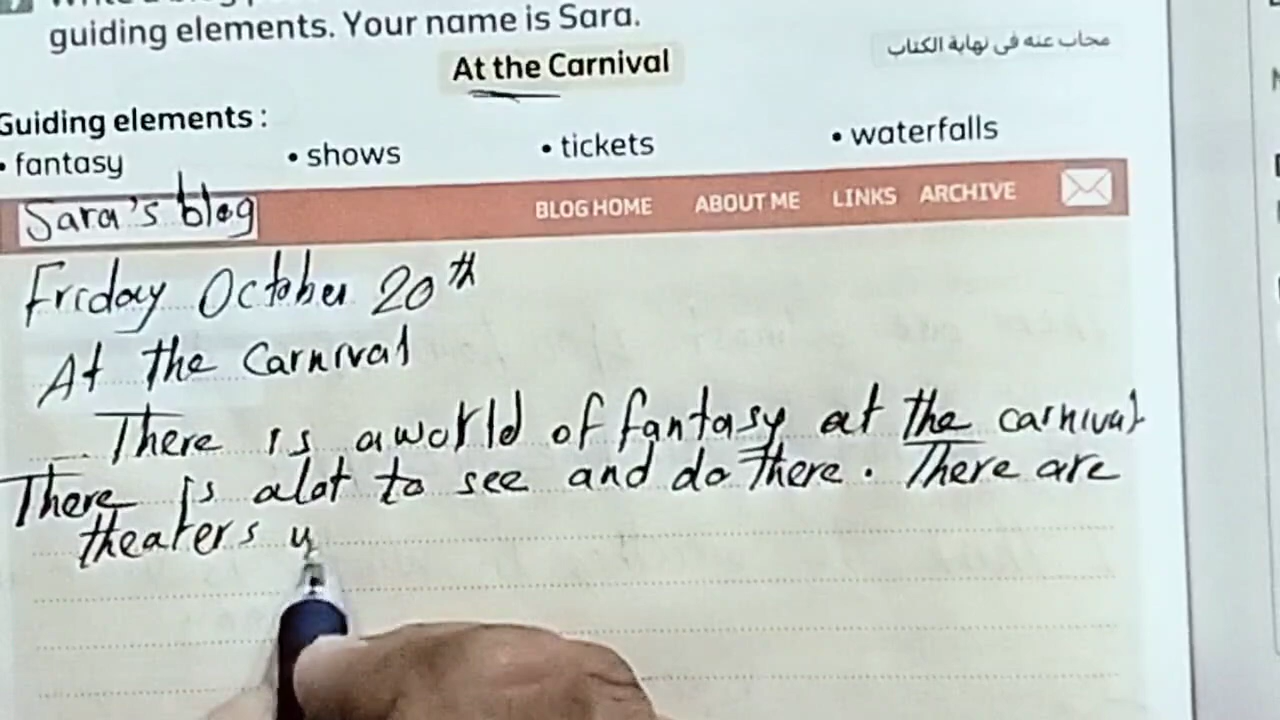 guiding elements. Your name is Sara.
مجاب عنه في نهاية الكتاب
At the Carnival
Guiding elements :
• fantasy • shows • tickets • waterfalls
Sara's blog BLOG HOME ABOUT ME LINKS ARCHIVE
Friday October 20th
At the Carnival
There is a world of fantasy at the carnival
There is alot to see and do there. There are
theaters